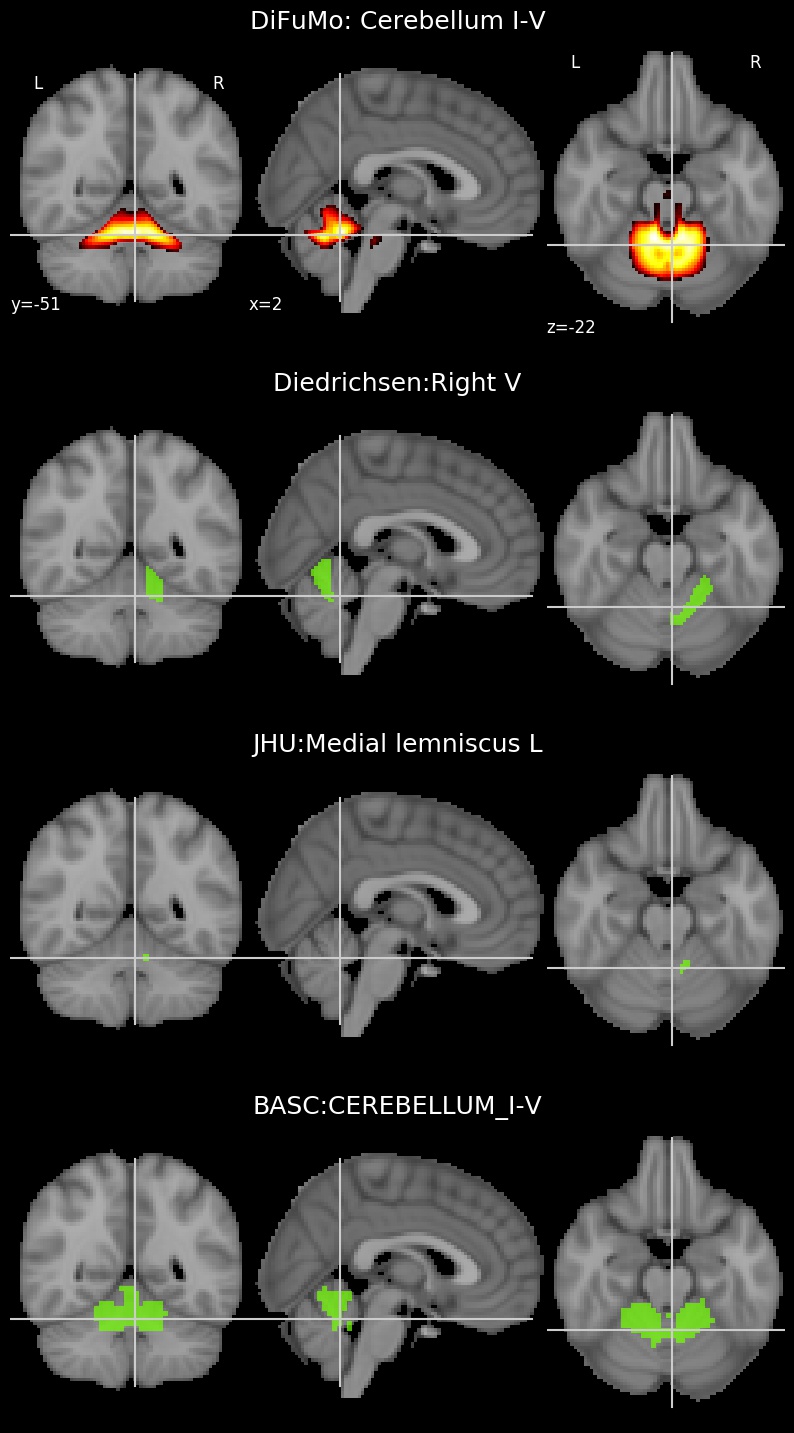 DiFuMo: Cerebellum I-V
L R
L R
y=-51
x=2
z=-22
Diedrichsen:Right V
JHU:Medial lemniscus L
BASC:CEREBELLUM_I-V